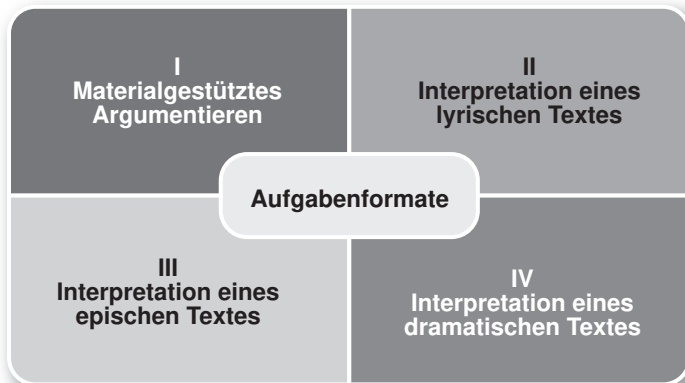 I
Materialgestütztes
Argumentieren
II
Interpretation eines
lyrischen Textes
Aufgabenformate
III
Interpretation eines
epischen Textes
IV
Interpretation eines
dramatischen Textes